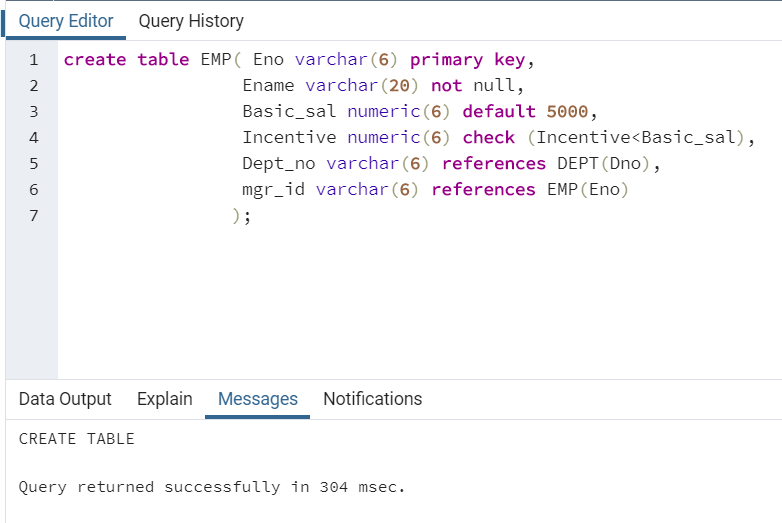 Query Editor Query History
1 create table EMP( Eno varchar(6) primary key,
2 Ename varchar(20) not null,
3 Basic_sal numeric(6) default 5000,
4 Incentive numeric(6) check (Incentive<Basic_sal),
5 Dept_no varchar(6) references DEPT(Dno),
6 mgr_id varchar(6) references EMP(Eno)
7 );
Data Output Explain Messages Notifications
CREATE TABLE
Query returned successfully in 304 msec.